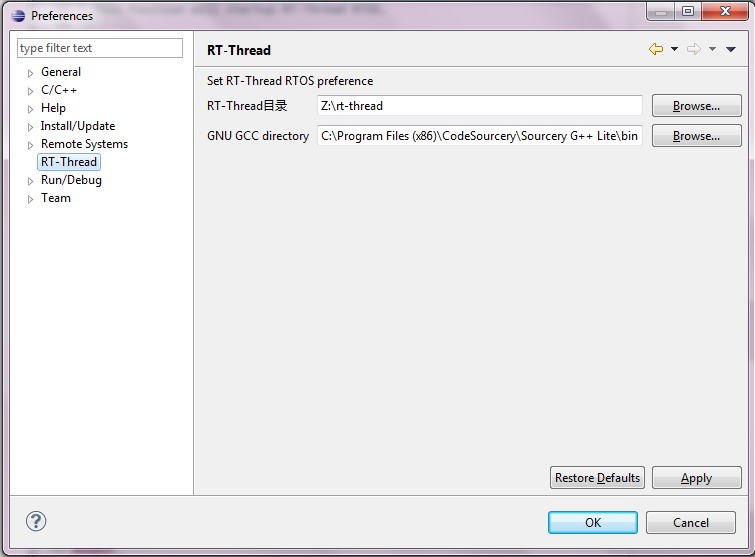 Preferences
type filter text
General
C/C++
Help
Install/Update
Remote Systems
RT-Thread
Run/Debug
Team
RT-Thread
Set RT-Thread RTOS preference
RT-Thread目录 Z:\rt-thread Browse...
GNU GCC directory C:\Program Files (x86)\CodeSourcery\Sourcery G++ Lite\bin Browse...
Restore Defaults Apply
OK Cancel